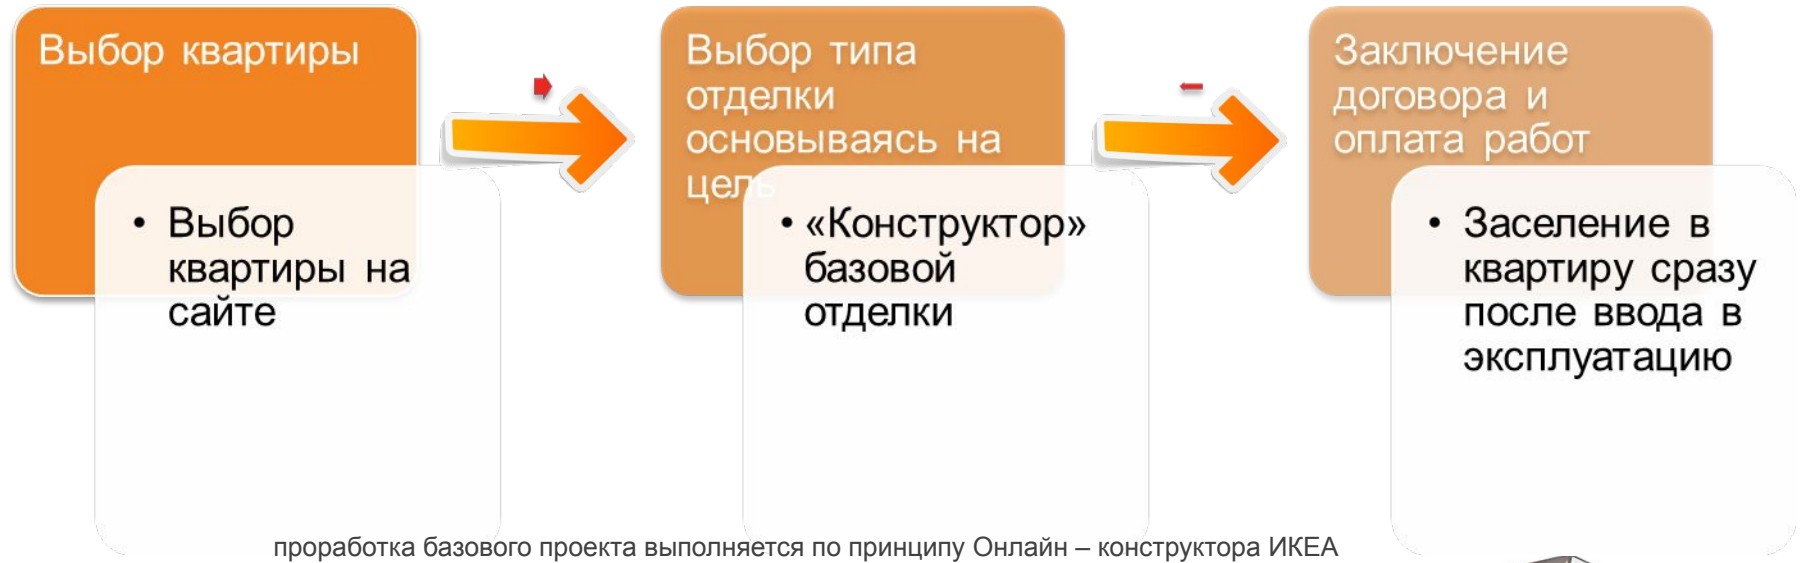 Выбор квартиры
• Выбор
квартиры на
сайте
Выбор типа
отделки
основываясь на
цель
• «Конструктор»
базовой
отделки
Заключение
договора и
оплата работ
• Заселение в
квартиру сразу
после ввода в
эксплуатацию
проработка базового проекта выполняется по принципу Онлайн – конструктора ИКЕА